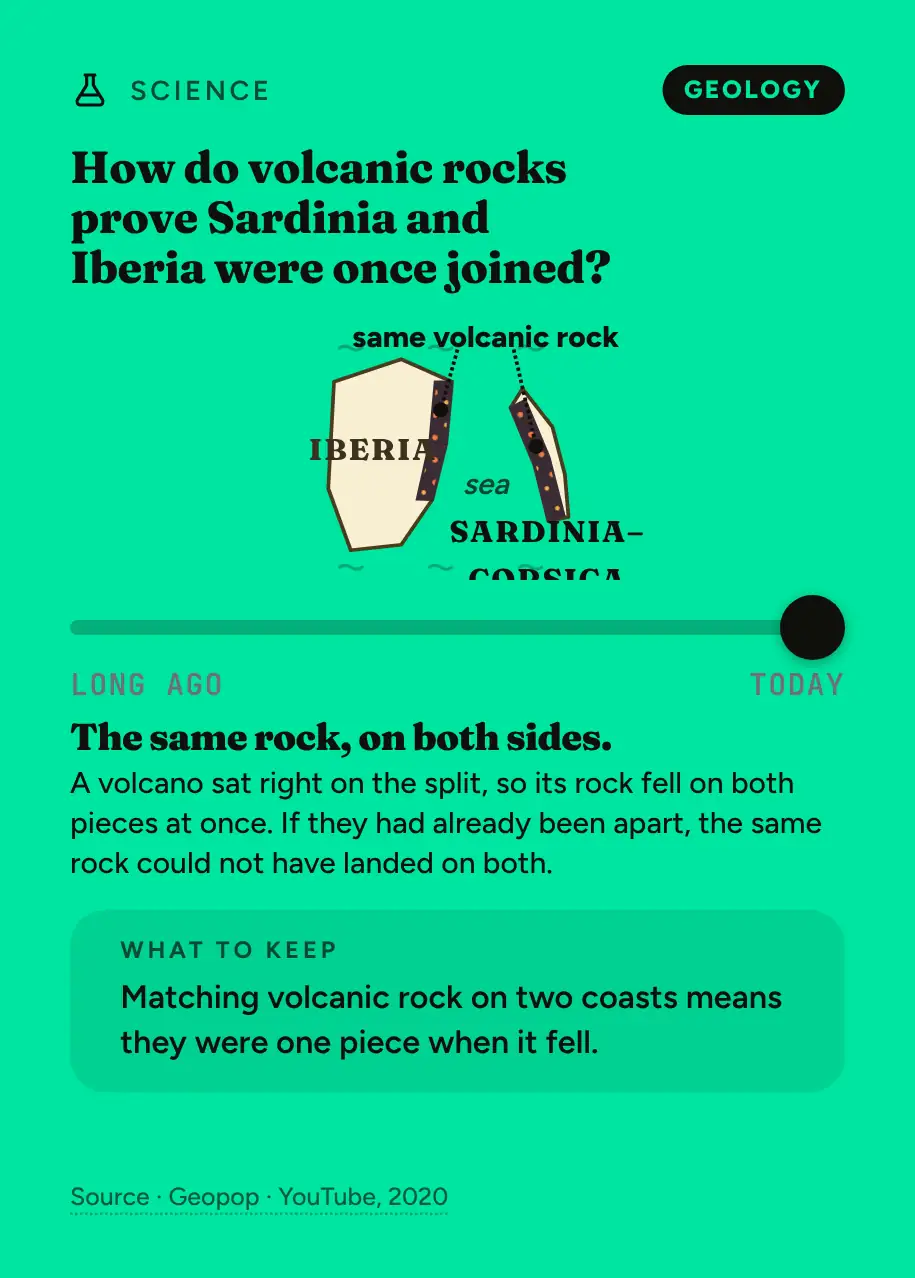 SCIENCE
GEOLOGY
How do volcanic rocks
prove Sardinia and
Iberia were once joined?
same volcanic rock
IBERIA
sea
SARDINIA–
CORSICA
LONG AGO
TODAY
The same rock, on both sides.
A volcano sat right on the split, so its rock fell on both
pieces at once. If they had already been apart, the same
rock could not have landed on both.
WHAT TO KEEP
Matching volcanic rock on two coasts means
they were one piece when it fell.
Source · Geopop · YouTube, 2020